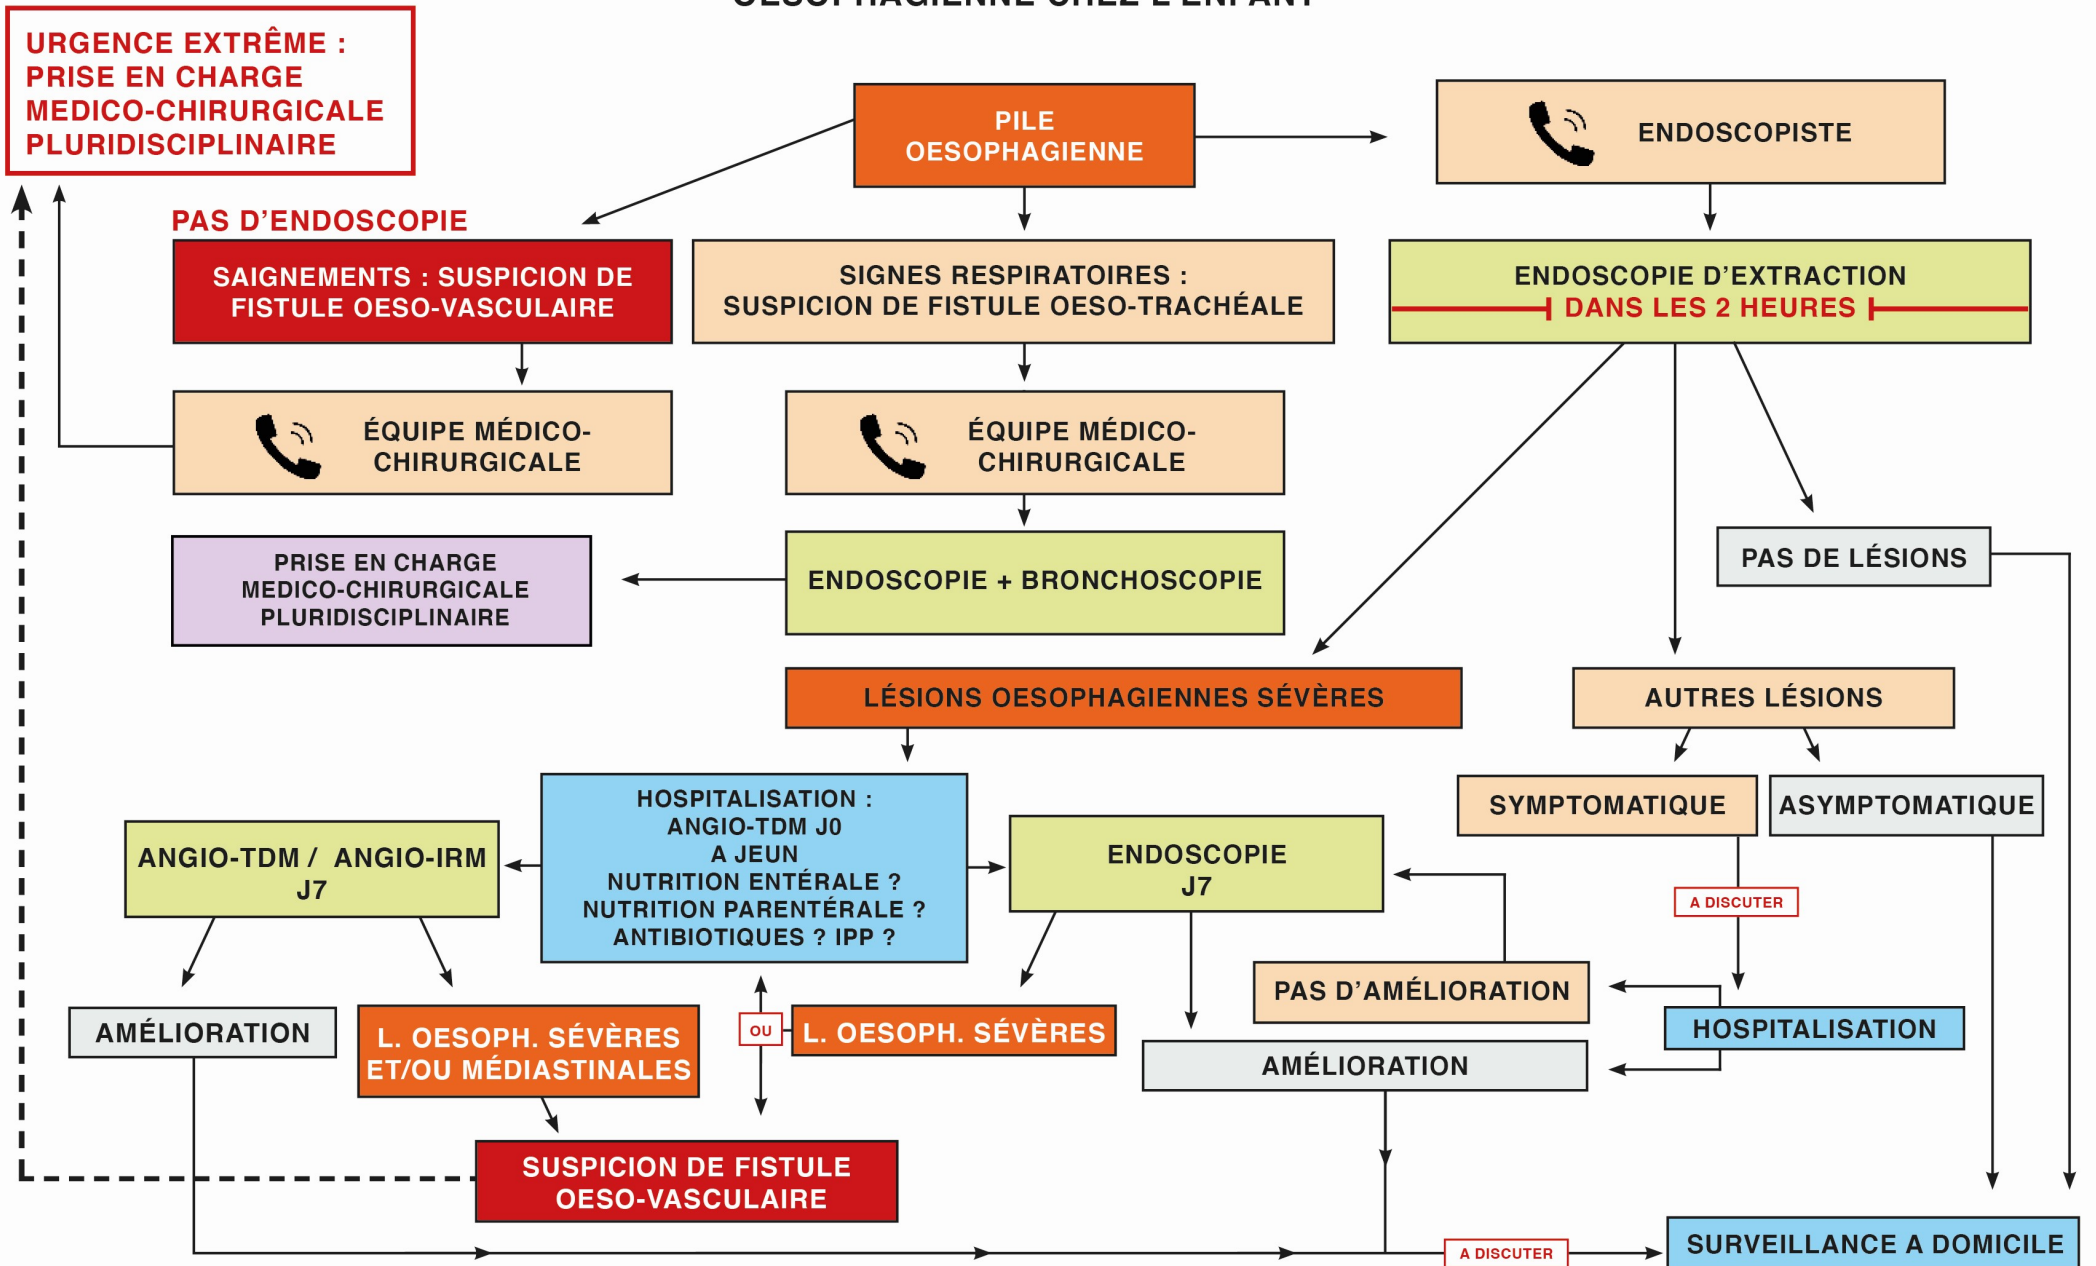 OESOPHAGIENNE CHEZ L'ENFANT
URGENCE EXTRÊME :
PRISE EN CHARGE
MEDICO-CHIRURGICALE
PLURIDISCIPLINAIRE
PILE
OESOPHAGIENNE
ENDOSCOPISTE
PAS D'ENDOSCOPIE
SAIGNEMENTS : SUSPICION DE
FISTULE OESO-VASCULAIRE
SIGNES RESPIRATOIRES :
SUSPICION DE FISTULE OESO-TRACHÉALE
ENDOSCOPIE D'EXTRACTION
DANS LES 2 HEURES
ÉQUIPE MÉDICO-
CHIRURGICALE
ÉQUIPE MÉDICO-
CHIRURGICALE
PRISE EN CHARGE
MEDICO-CHIRURGICALE
PLURIDISCIPLINAIRE
ENDOSCOPIE + BRONCHOSCOPIE
PAS DE LÉSIONS
LÉSIONS OESOPHAGIENNES SÉVÈRES
AUTRES LÉSIONS
SYMPTOMATIQUE
ASYMPTOMATIQUE
HOSPITALISATION :
ANGIO-TDM J0
A JEUN
NUTRITION ENTÉRALE ?
NUTRITION PARENTÉRALE ?
ANTIBIOTIQUES ? IPP ?
ANGIO-TDM / ANGIO-IRM
J7
ENDOSCOPIE
J7
A DISCUTER
PAS D'AMÉLIORATION
HOSPITALISATION
AMÉLIORATION
L. OESOPH. SÉVÈRES
ET/OU MÉDIASTINALES
OU
L. OESOPH. SÉVÈRES
AMÉLIORATION
SUSPICION DE FISTULE
OESO-VASCULAIRE
A DISCUTER
SURVEILLANCE A DOMICILE